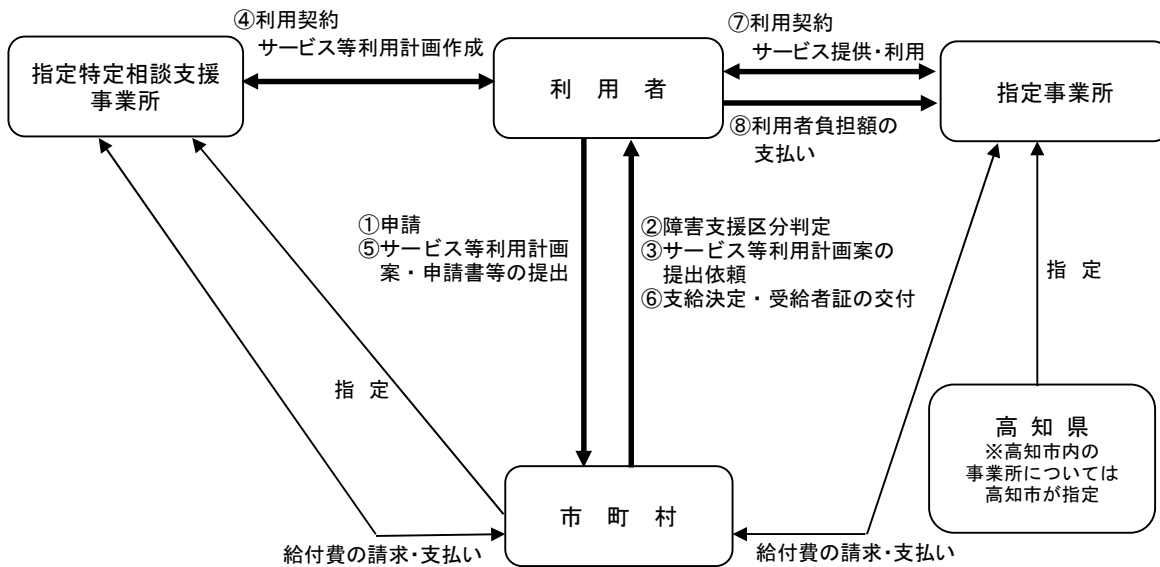 ④利用契約
サービス等利用計画作成
⑦利用契約
サービス提供・利用
指定特定相談支援
事業所
利 用 者
指定事業所
⑧利用者負担額の
支払い
①申請
⑤サービス等利用計画
案・申請書等の提出
②障害支援区分判定
③サービス等利用計画案の
提出依頼
⑥支給決定・受給者証の交付
指 定
指 定
高 知 県
※高知市内の
事業所については
高知市が指定
市 町 村
給付費の請求・支払い
給付費の請求・支払い